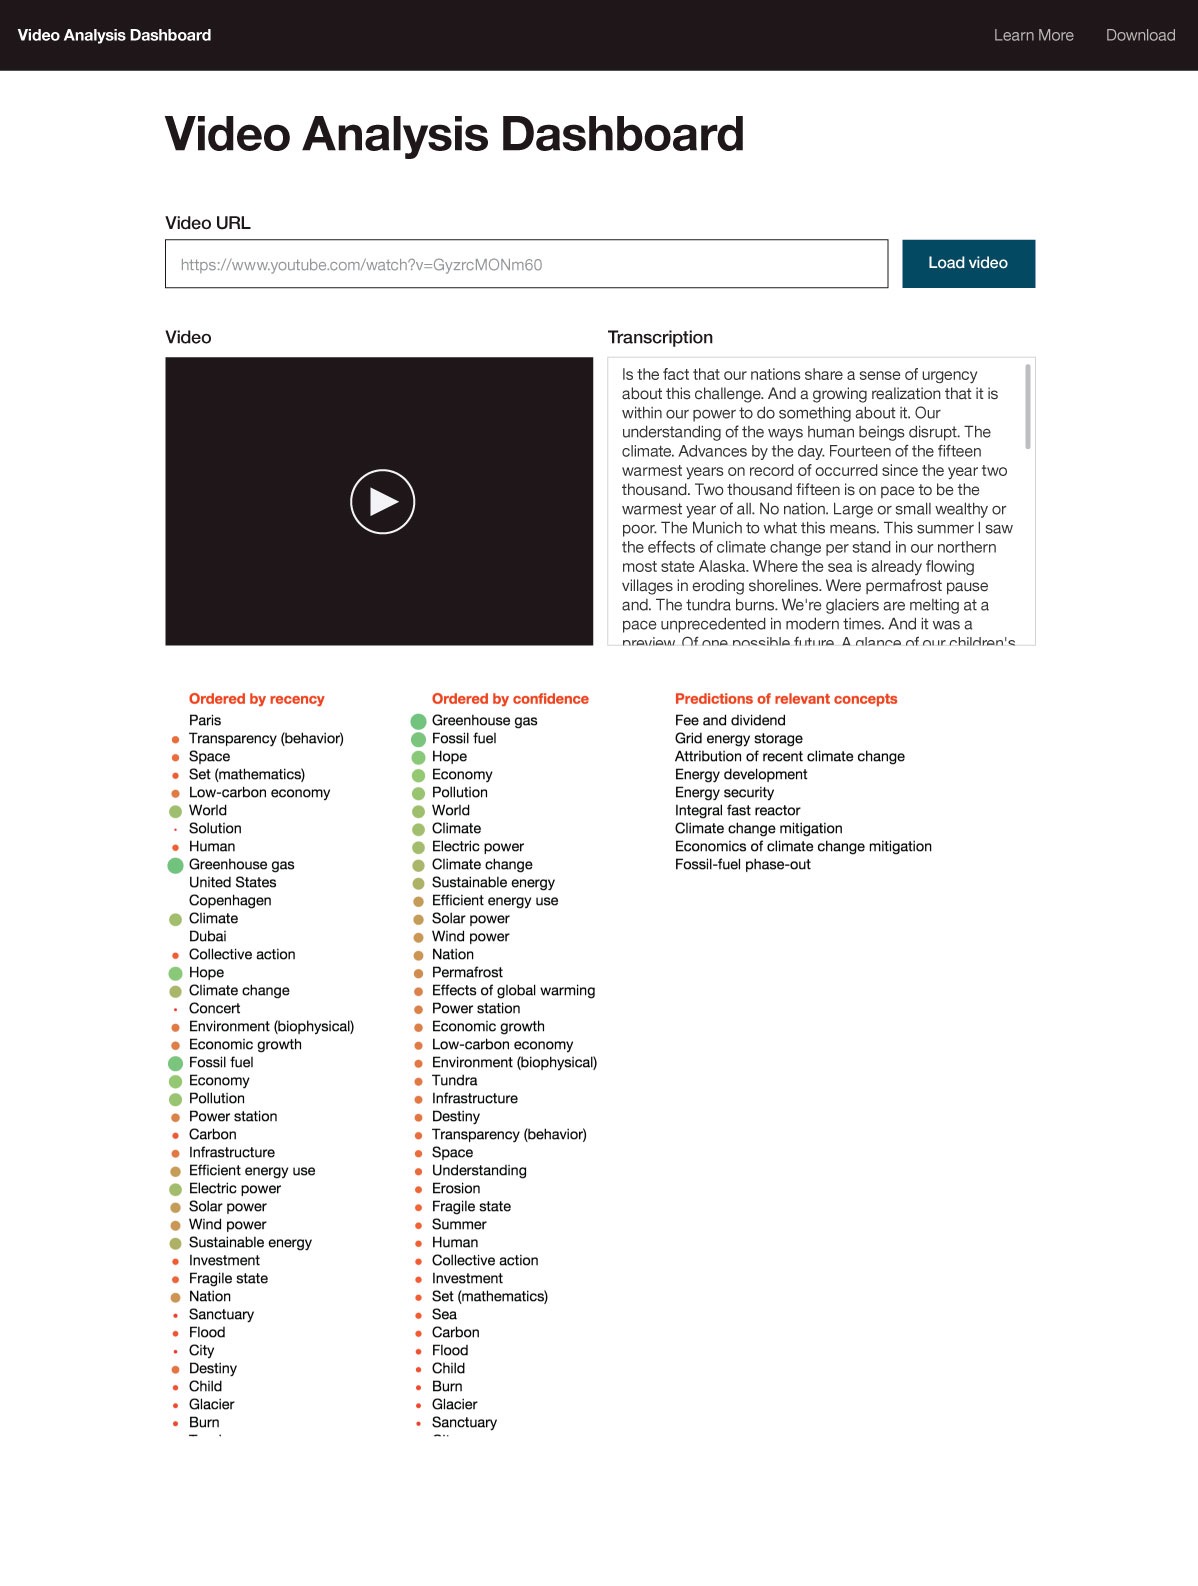 Video Analysis Dashboard
Learn More
Download
Video Analysis Dashboard
Video URL
https://www.youtube.com/watch?v=GyzrcMONm60
Load video
Video
Transcription
Is the fact that our nations share a sense of urgency
about this challenge. And a growing realization that it is
within our power to do something about it. Our
understanding of the ways human beings disrupt. The
climate. Advances by the day. Fourteen of the fifteen
warmest years on record of occurred since the year two
thousand. Two thousand fifteen is on pace to be the
warmest year of all. No nation. Large or small wealthy or
poor. The Munich to what this means. This summer I saw
the effects of climate change per stand in our northern
most state Alaska. Where the sea is already flowing
villages in eroding shorelines. Were permafrost pause
and. The tundra burns. We're glaciers are melting at a
pace unprecedented in modern times. And it was a
preview. Of one possible future. A glance of our children's
Ordered by recency
Paris
Transparency (behavior)
Space
Set (mathematics)
Low-carbon economy
World
Solution
Human
Greenhouse gas
United States
Copenhagen
Climate
Dubai
Collective action
Hope
Climate change
Concert
Environment (biophysical)
Economic growth
Fossil fuel
Economy
Pollution
Power station
Carbon
Infrastructure
Efficient energy use
Electric power
Solar power
Wind power
Sustainable energy
Investment
Fragile state
Nation
Sanctuary
Flood
City
Destiny
Child
Glacier
Burn
Ordered by confidence
Greenhouse gas
Fossil fuel
Hope
Economy
Pollution
World
Climate
Electric power
Climate change
Sustainable energy
Efficient energy use
Solar power
Wind power
Nation
Permafrost
Effects of global warming
Power station
Economic growth
Low-carbon economy
Environment (biophysical)
Tundra
Infrastructure
Destiny
Transparency (behavior)
Space
Understanding
Erosion
Fragile state
Summer
Human
Collective action
Investment
Set (mathematics)
Sea
Carbon
Flood
Child
Burn
Glacier
Sanctuary
Predictions of relevant concepts
Fee and dividend
Grid energy storage
Attribution of recent climate change
Energy development
Energy security
Integral fast reactor
Climate change mitigation
Economics of climate change mitigation
Fossil-fuel phase-out